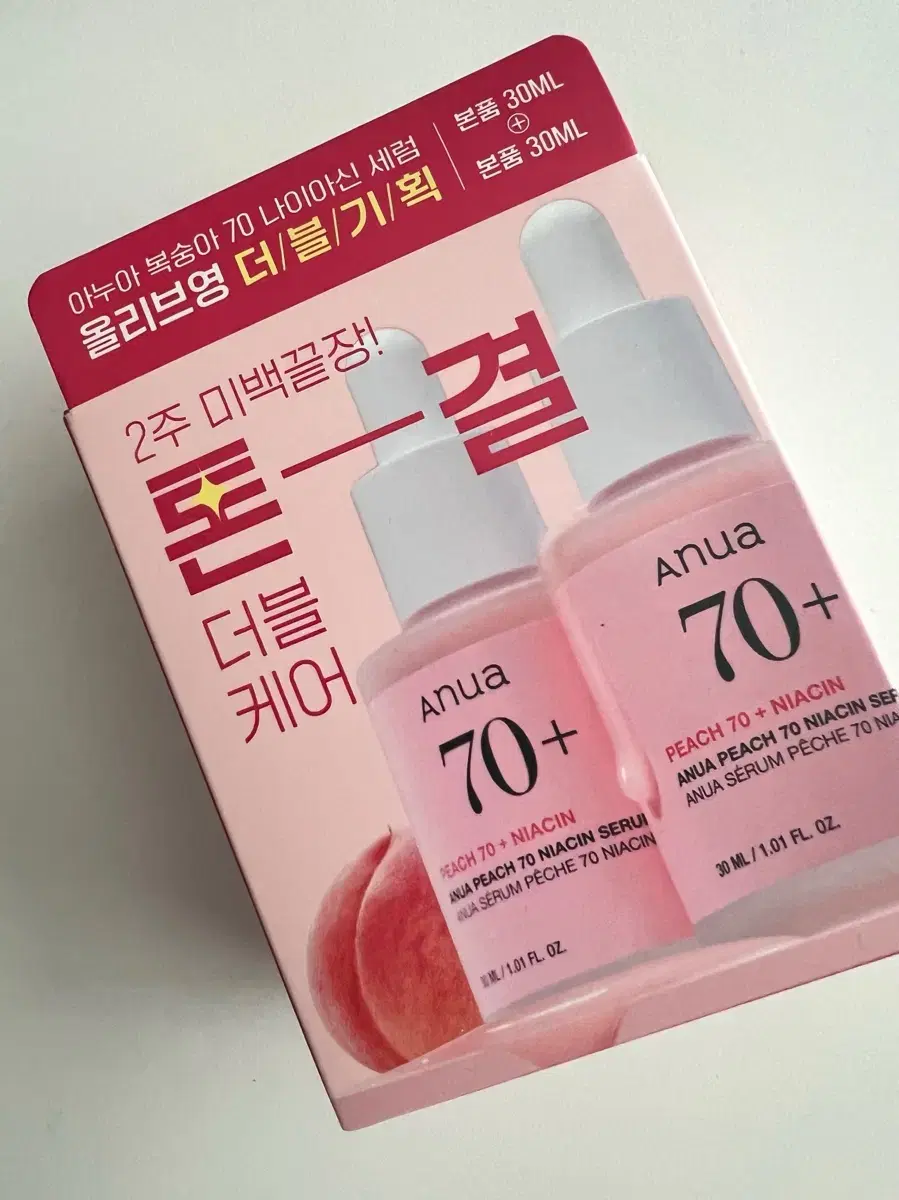 아누아 복숭아 70 나이아신 세럼
올리브영 더/블/기/획
본품 30ML
+
본품 30ML
2주 미백끝장!
톤—결
더블
케어
Anua
70+
PEACH 70 + NIACIN
ANUA PEACH 70 NIACIN SERU
ANUA SÉRUM PÊCHE 70 NIACIN
30 ML / 1.01 FL. OZ.
Anua
70+
PEACH 70 + NIACIN
ANUA PEACH 70 NIACIN SER
ANUA SÉRUM PÊCHE 70 NIA
30 ML / 1.01 FL. OZ.